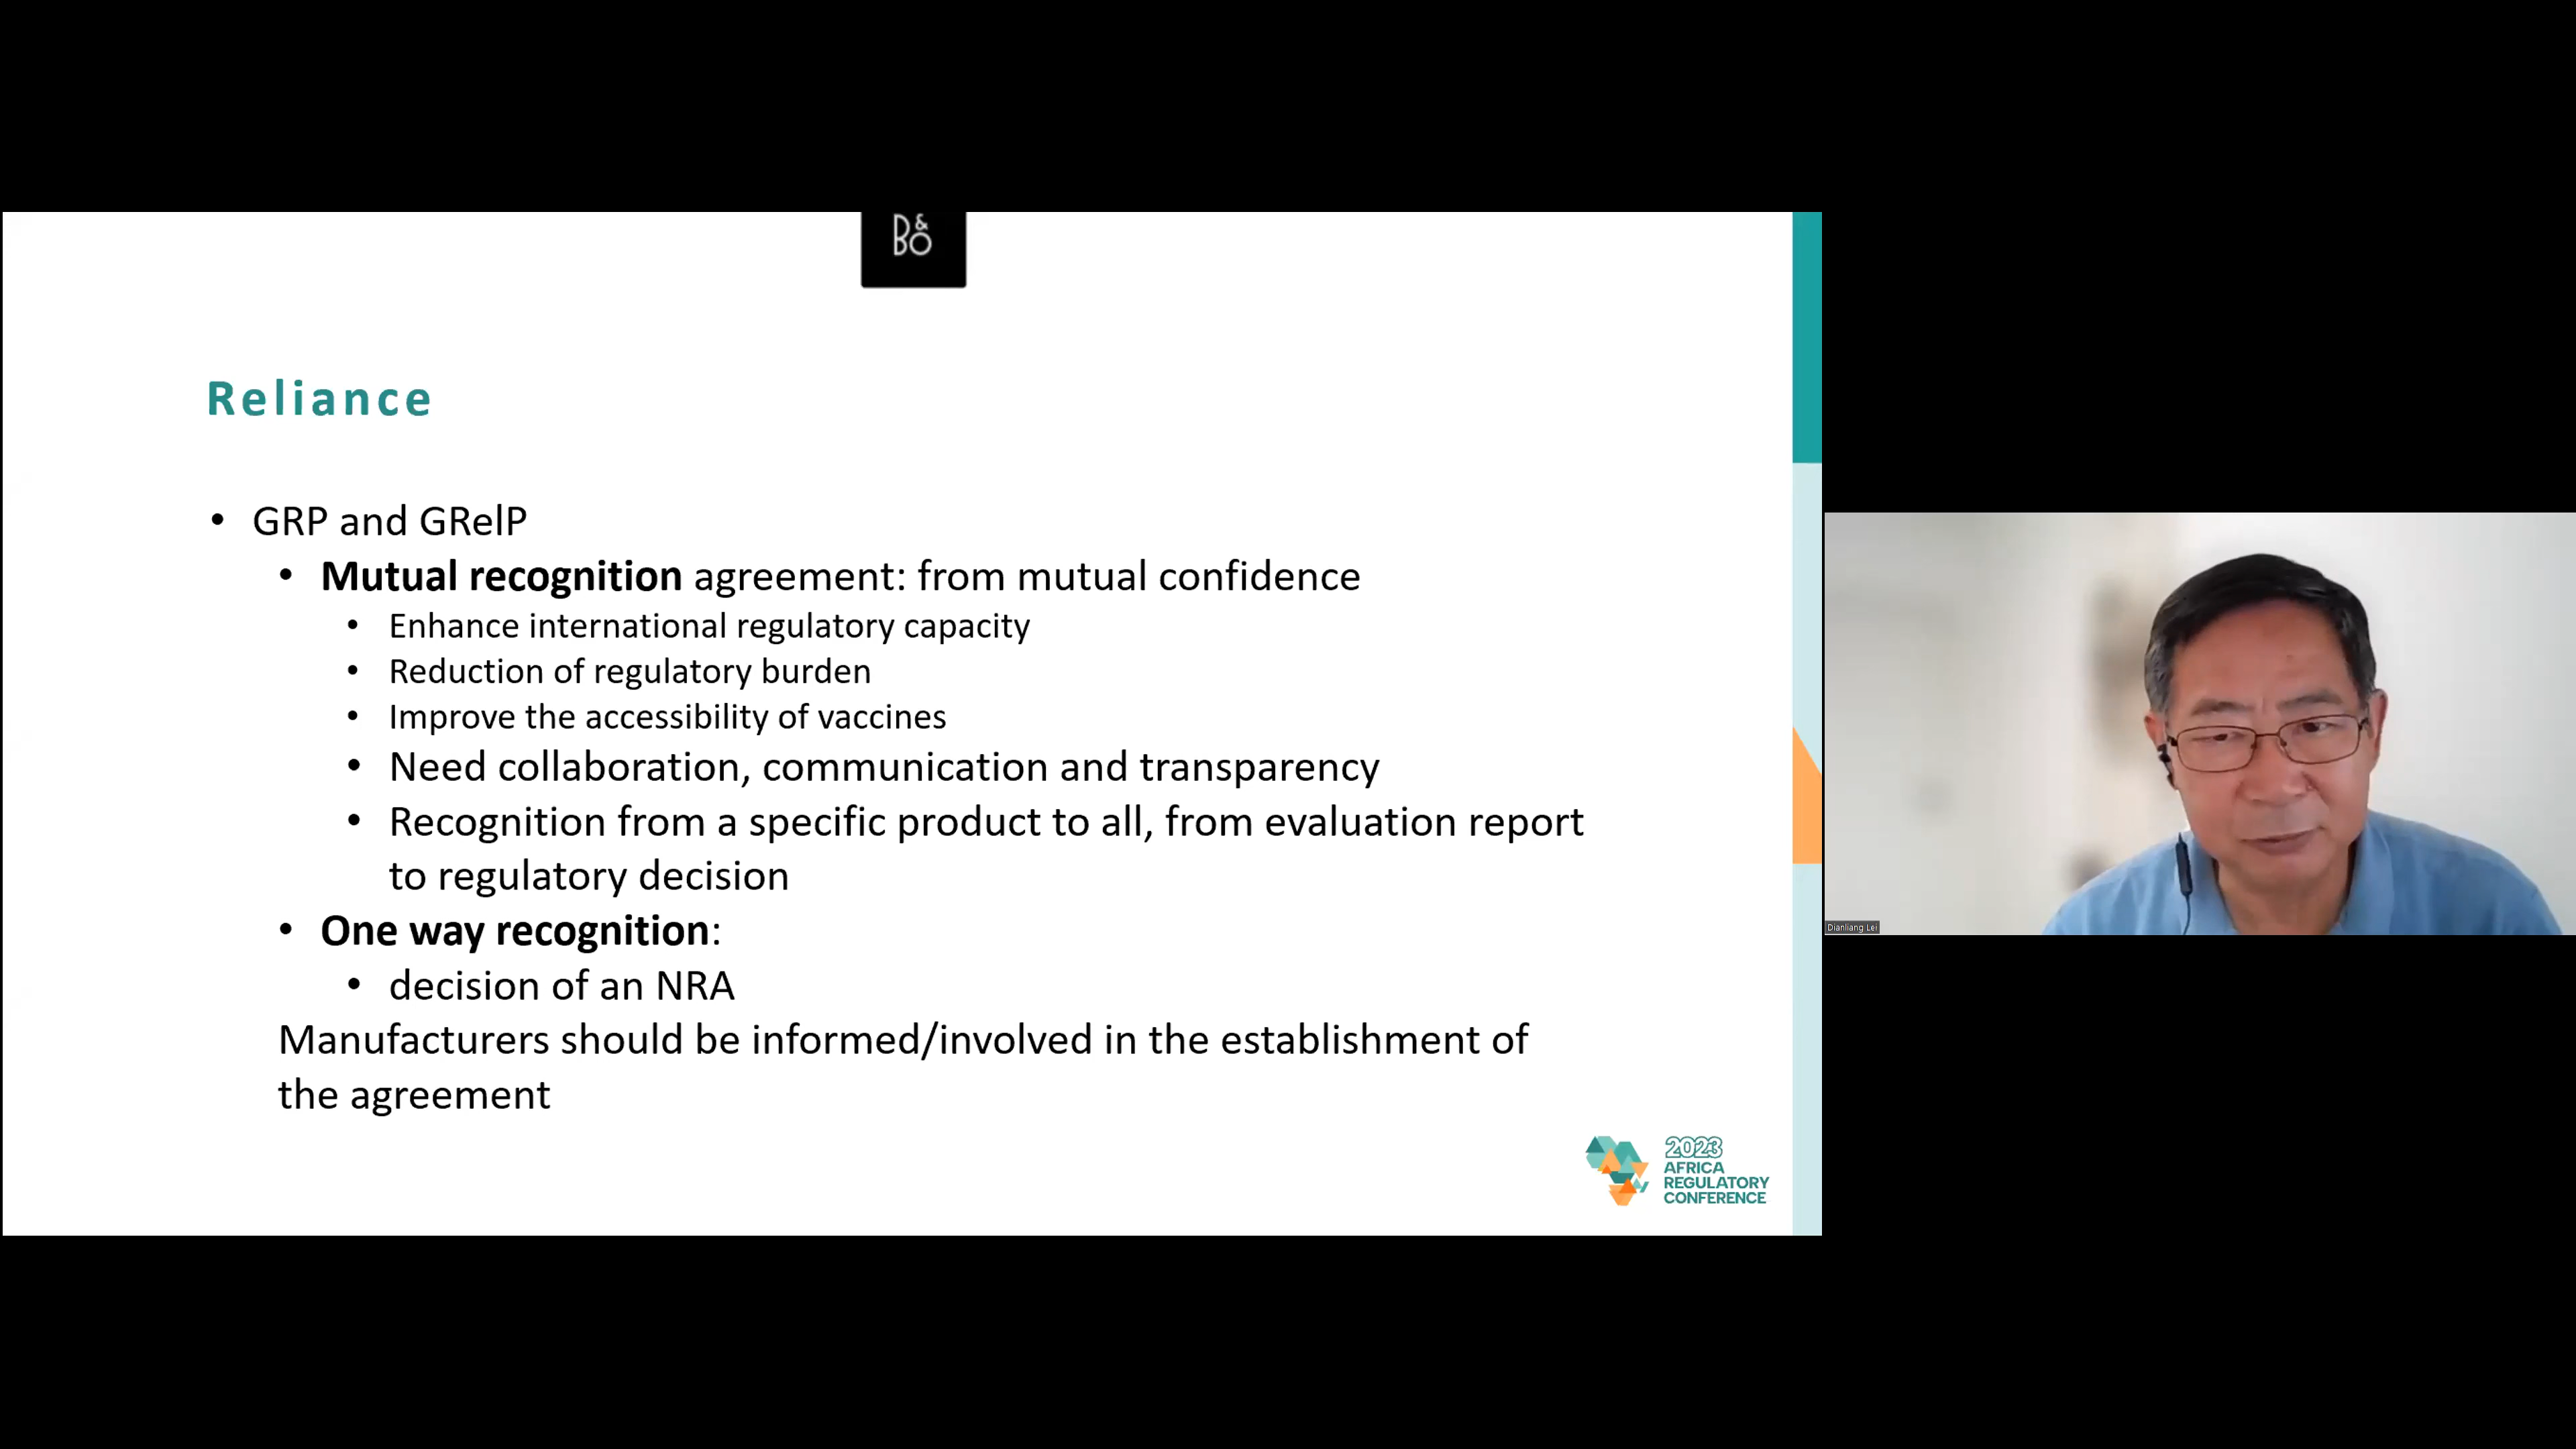 B&
BO
Reliance
• GRP and GRelP
• Mutual recognition agreement: from mutual confidence
• Enhance international regulatory capacity
• Reduction of regulatory burden
• Improve the accessibility of vaccines
• Need collaboration, communication and transparency
• Recognition from a specific product to all, from evaluation report
to regulatory decision
• One way recognition:
• decision of an NRA
Manufacturers should be informed/involved in the establishment of
the agreement
2023
AFRICA
REGULATORY
CONFERENCE
Dianliang Lei